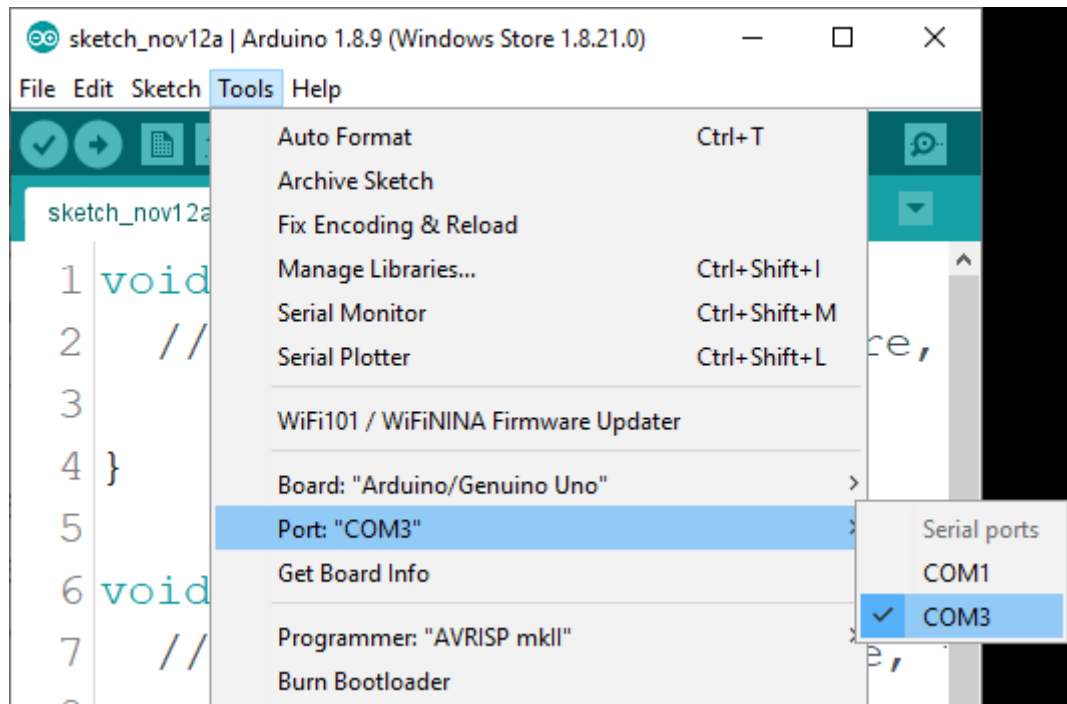 sketch_nov12a | Arduino 1.8.9 (Windows Store 1.8.21.0)
File Edit Sketch Tools Help
sketch_nov12a
1 void
2 //
3
4 }
5
6 void
7 //
Auto Format Ctrl+T
Archive Sketch
Fix Encoding & Reload
Manage Libraries... Ctrl+Shift+I
Serial Monitor Ctrl+Shift+M
Serial Plotter Ctrl+Shift+L
WiFi101 / WiFiNINA Firmware Updater
Board: "Arduino/Genuino Uno"
Port: "COM3"
Get Board Info
Programmer: "AVRISP mkII"
Burn Bootloader
re,
Serial ports
COM1
COM3